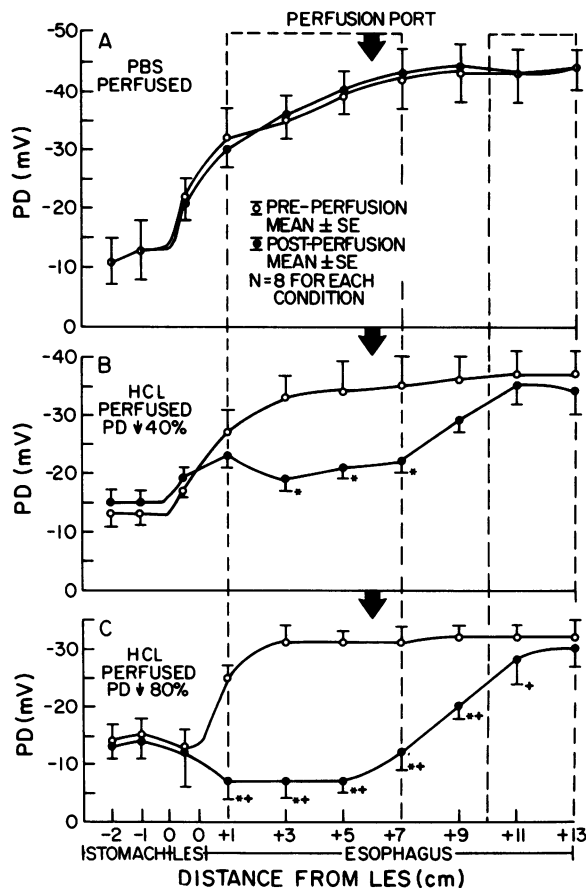 PERFUSION PORT
-50
A
PBS
PERFUSED
-40
-30
-20
-10
0
PD (mV)
PRE-PERFUSION
MEAN ± SE
POST-PERFUSION
MEAN ± SE
N=8 FOR EACH
CONDITION
-40
B
HCL
PERFUSED
PD ↓ 40%
-30
-20
-10
0
PD (mV)
* * *
C
HCL
PERFUSED
PD ↓ 80%
-30
-20
-10
0
PD (mV)
*+ *+ *+ *+ *+ +
-2 -1 0 0 +1 +3 +5 +7 +9 +11 +13
STOMACH LES ESOPHAGUS
DISTANCE FROM LES (cm)